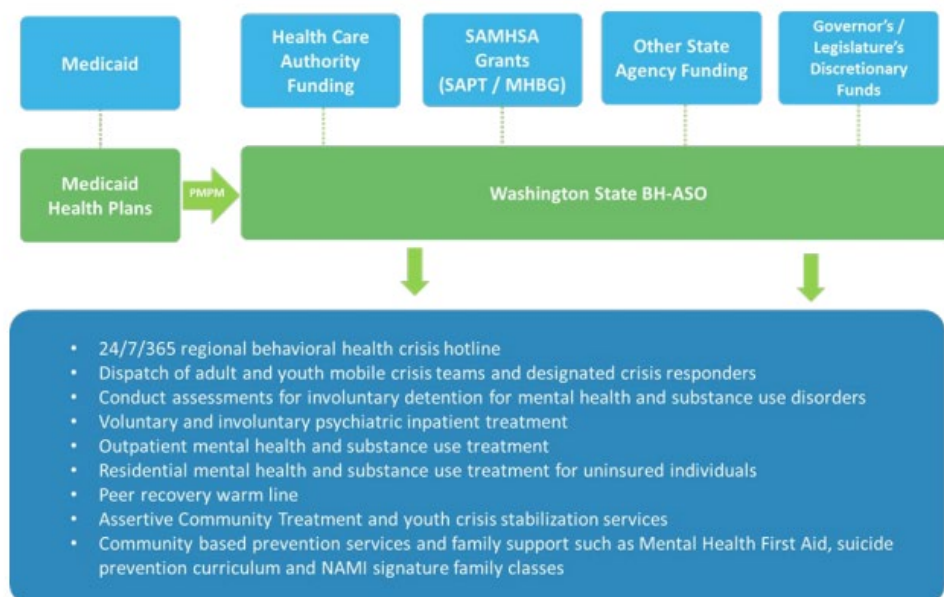 Medicaid
Health Care
Authority
Funding
SAMHSA
Grants
(SAPT / MHBG)
Other State
Agency Funding
Governor's /
Legislature's
Discretionary
Funds
Medicaid
Health Plans
PMPM
Washington State BH-ASO
• 24/7/365 regional behavioral health crisis hotline
• Dispatch of adult and youth mobile crisis teams and designated crisis responders
• Conduct assessments for involuntary detention for mental health and substance use disorders
• Voluntary and involuntary psychiatric inpatient treatment
• Outpatient mental health and substance use treatment
• Residential mental health and substance use treatment for uninsured individuals
• Peer recovery warm line
• Assertive Community Treatment and youth crisis stabilization services
• Community based prevention services and family support such as Mental Health First Aid, suicide
prevention curriculum and NAMI signature family classes